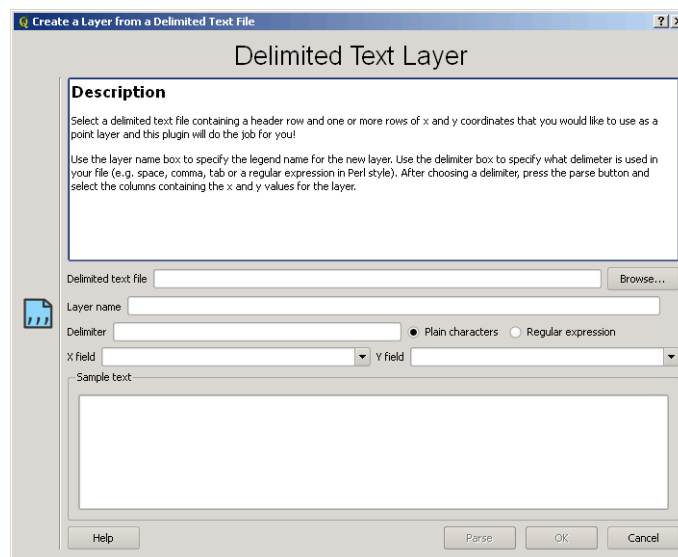 Create a Layer from a Delimited Text File
Delimited Text Layer
Description
Select a delimited text file containing a header row and one or more rows of x and y coordinates that you would like to use as a
point layer and this plugin will do the job for you!
Use the layer name box to specify the legend name for the new layer. Use the delimiter box to specify what delimeter is used in
your file (e.g. space, comma, tab or a regular expression in Perl style). After choosing a delimiter, press the parse button and
select the columns containing the x and y values for the layer.
Delimited text file
Browse...
Layer name
Delimiter
Plain characters
Regular expression
X field
Y field
Sample text
Help
Parse
OK
Cancel